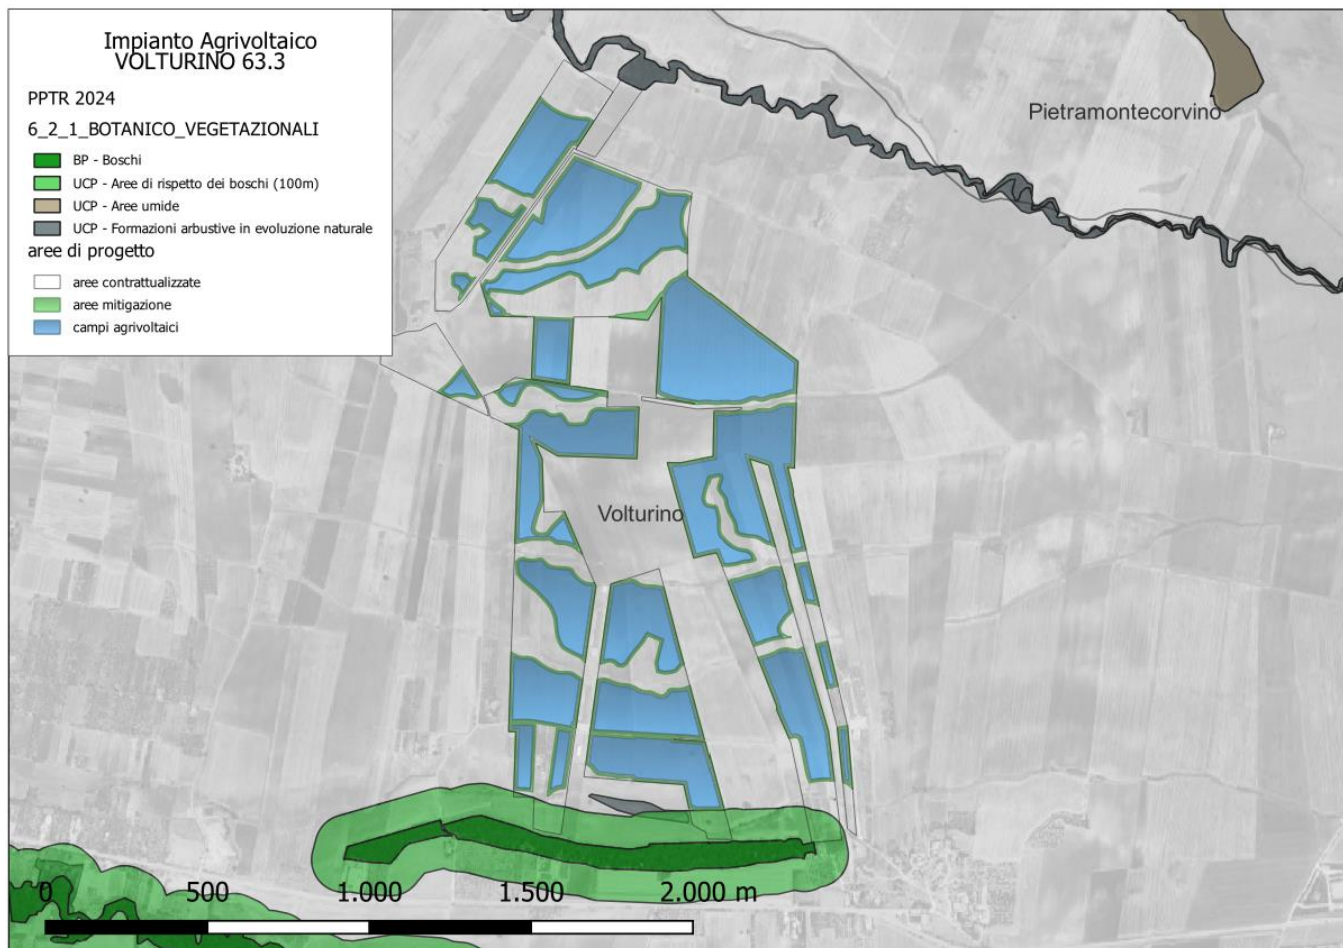 Impianto Agrivoltaico
VOLTURINO 63.3
PPTR 2024
6_2_1_BOTANICO_VEGETAZIONALI
BP - Boschi
UCP - Aree di rispetto dei boschi (100m)
UCP - Aree umide
UCP - Formazioni arbustive in evoluzione naturale
aree di progetto
aree contrattualizzate
aree mitigazione
campi agrivoltaici
Pietramontecorvino
Volturino
0 500 1.000 1.500 2.000 m